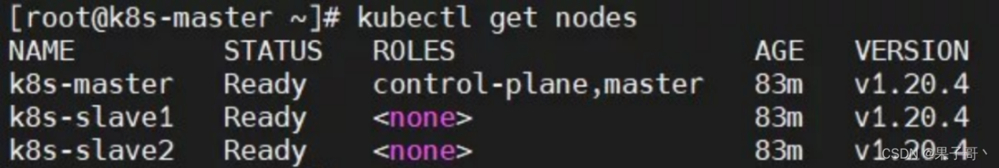 [root@k8s-master ~]# kubectl get nodes
NAME STATUS ROLES AGE VERSION
k8s-master Ready control-plane,master 83m v1.20.4
k8s-slave1 Ready <none> 83m v1.20.4
k8s-slave2 Ready <none> 83m v1.20.4
CSDN @果子哥丶